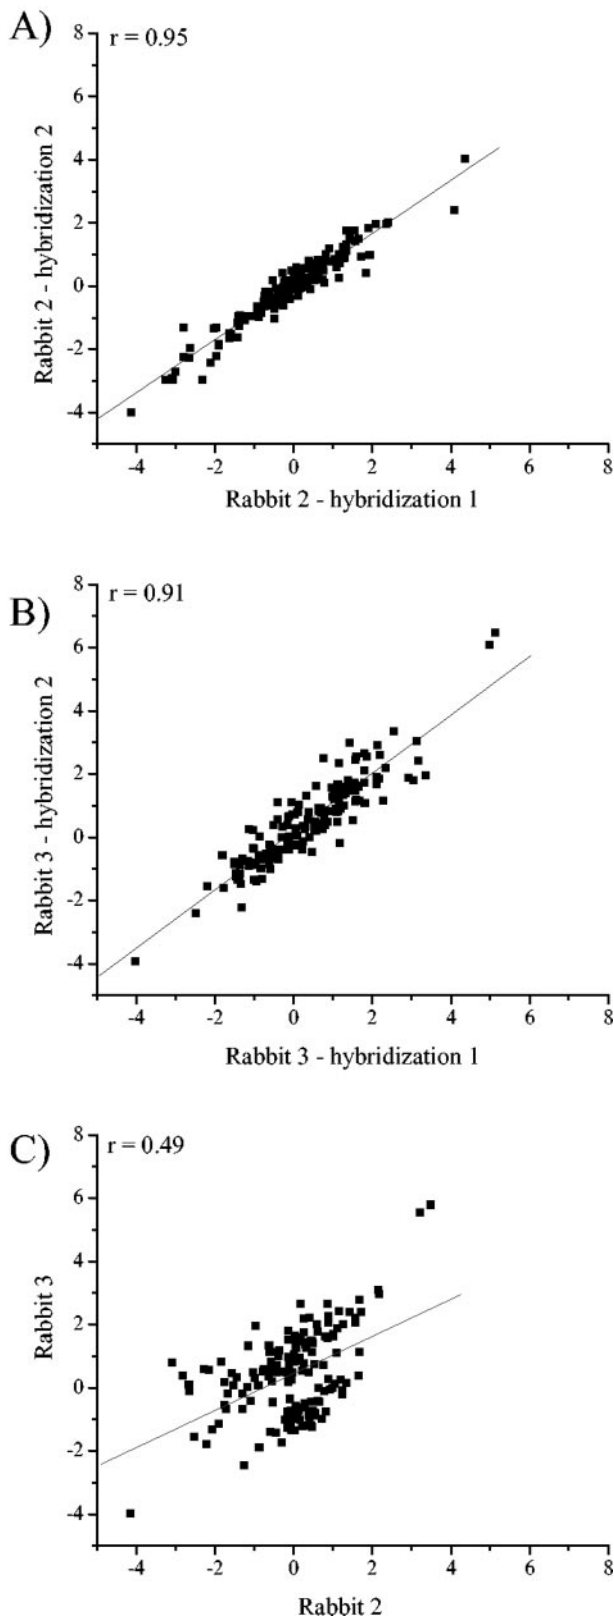 A)
r = 0.95
8
6
4
2
0
-2
-4
Rabbit 2 - hybridization 2
-4 -2 0 2 4 6 8
Rabbit 2 - hybridization 1
B)
r = 0.91
8
6
4
2
0
-2
-4
Rabbit 3 - hybridization 2
-4 -2 0 2 4 6 8
Rabbit 3 - hybridization 1
C)
r = 0.49
8
6
4
2
0
-2
-4
Rabbit 3
-4 -2 0 2 4 6 8
Rabbit 2